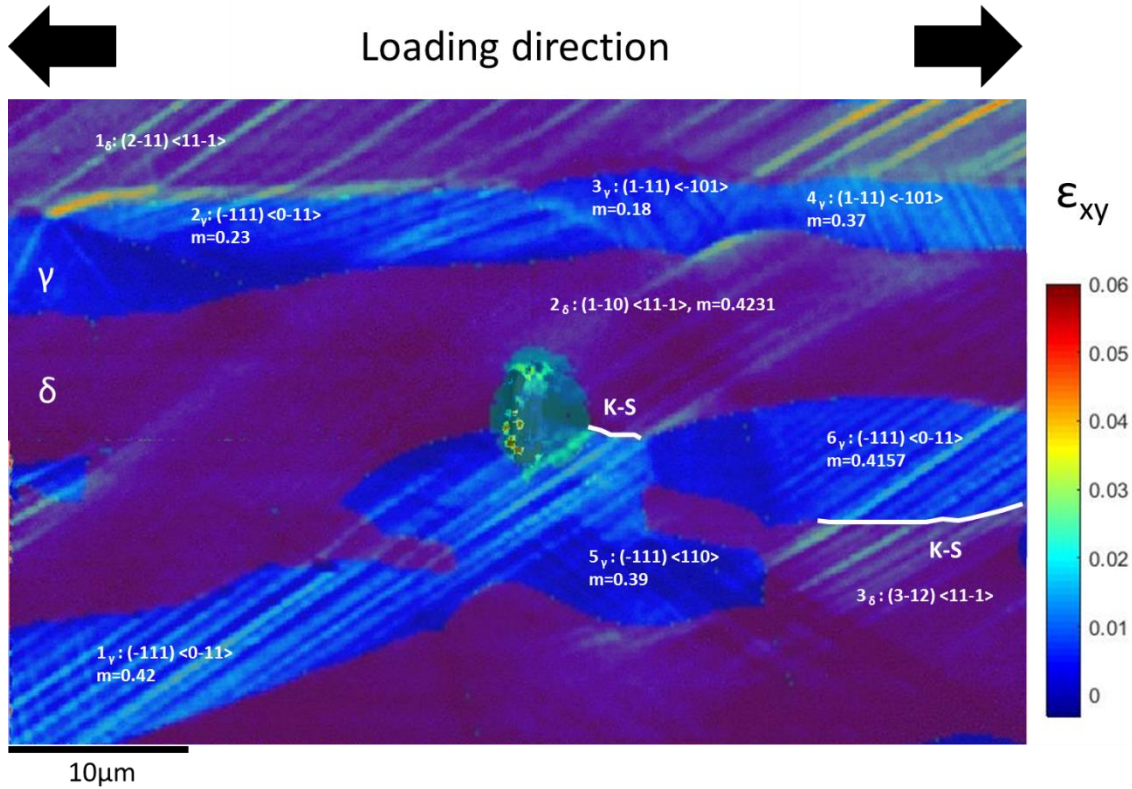 Loading direction
1δ: (2-11) <11-1>
3γ: (1-11) <-101>
m=0.18
4γ: (1-11) <-101>
m=0.37
εxy
2γ: (-111) <0-11>
m=0.23
γ
0.06
2δ: (1-10) <11-1>, m=0.4231
0.05
δ
K-S
0.04
6γ: (-111) <0-11>
m=0.4157
0.03
K-S
0.02
5γ: (-111) <110>
m=0.39
3δ: (3-12) <11-1>
0.01
1γ: (-111) <0-11>
m=0.42
0
10μm